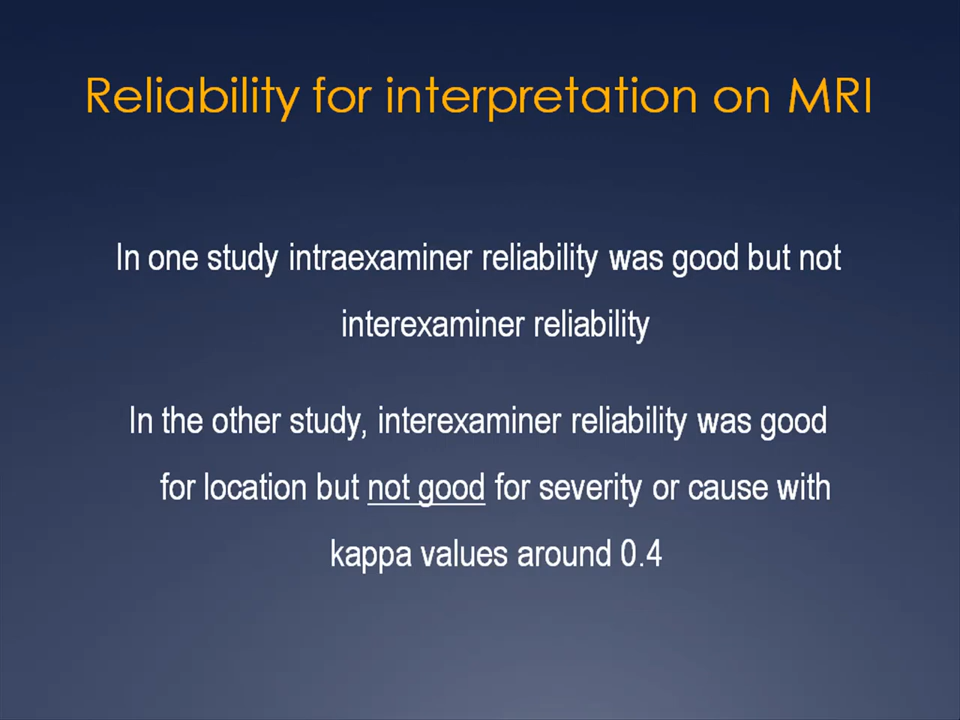 Reliability for interpretation on MRI
In one study intraexaminer reliability was good but not
interexaminer reliability
In the other study, interexaminer reliability was good
for location but not good for severity or cause with
kappa values around 0.4